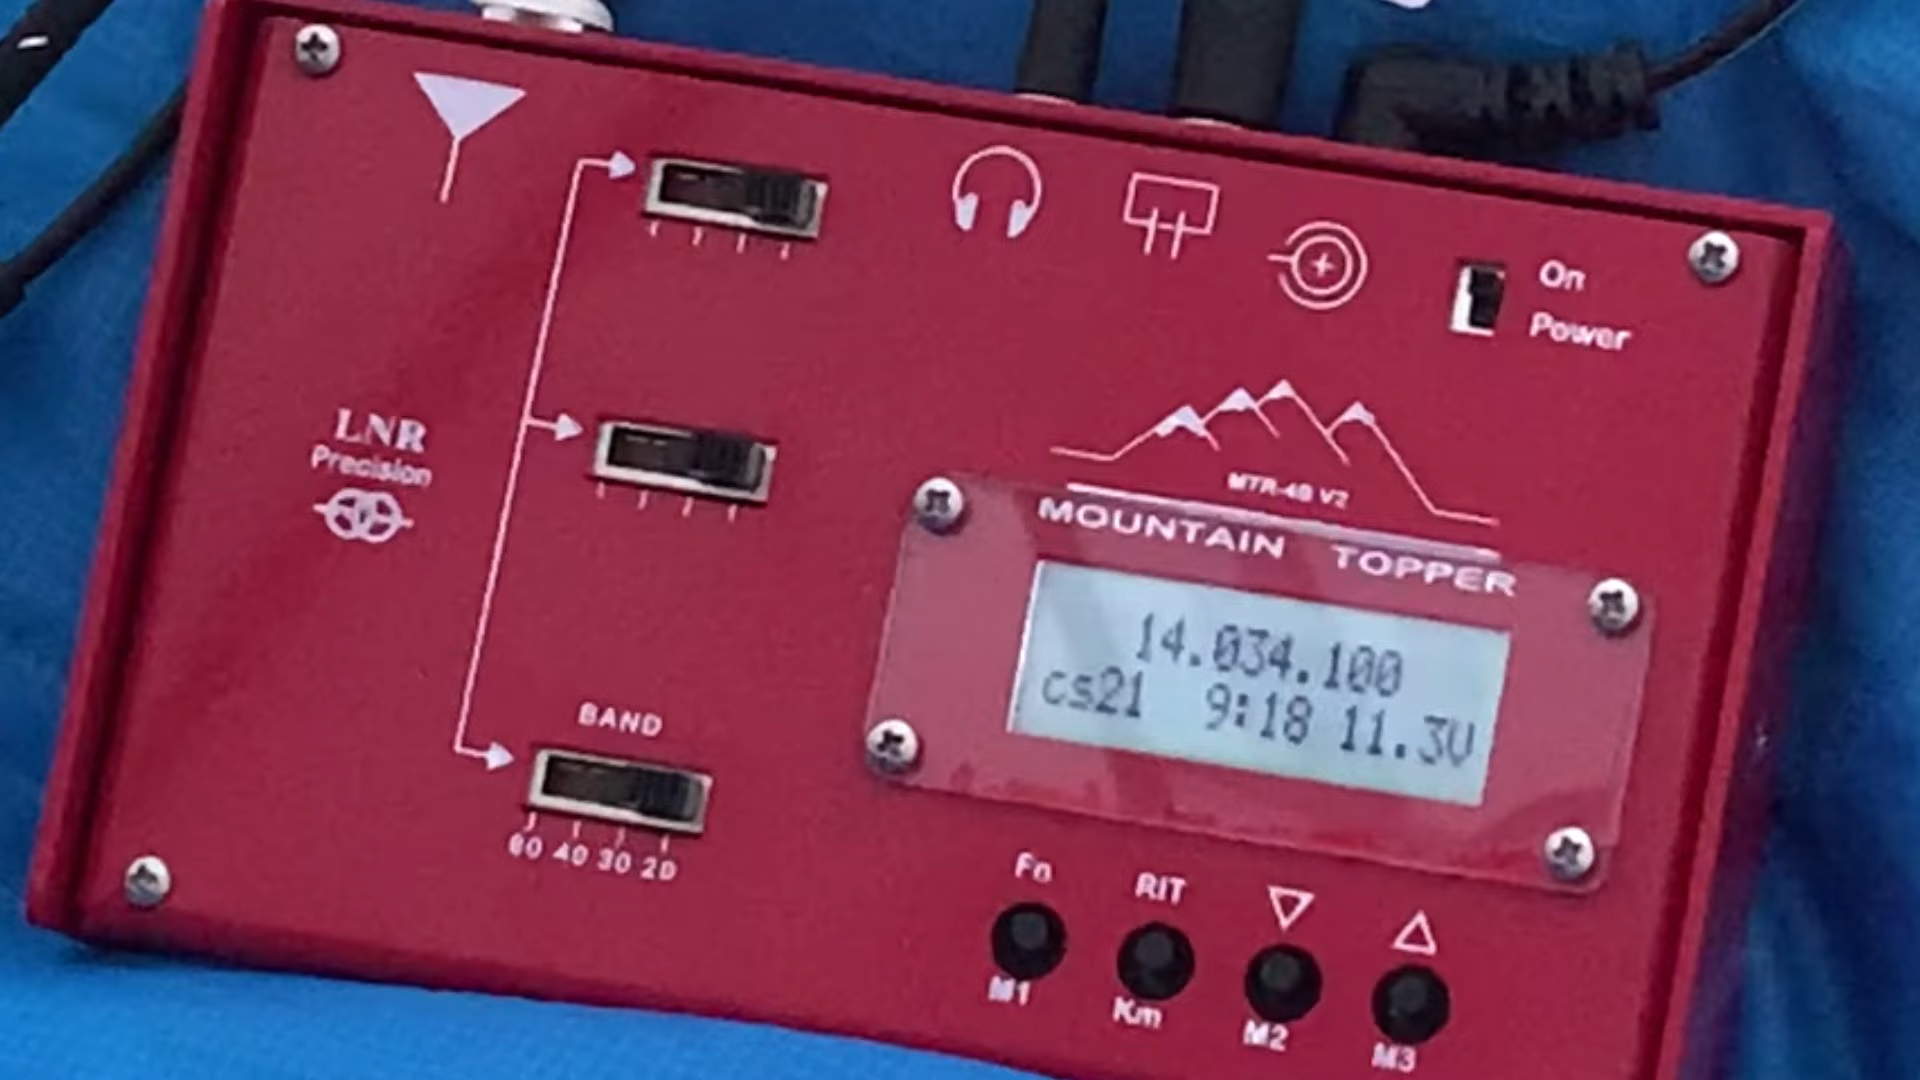 On
Power
LNR
Precision
MTR-4B V2
MOUNTAIN TOPPER
14.034.100
cs21 9:18 11.3V
BAND
80 40 30 20
Fn RIT
M1 Km M2 M3